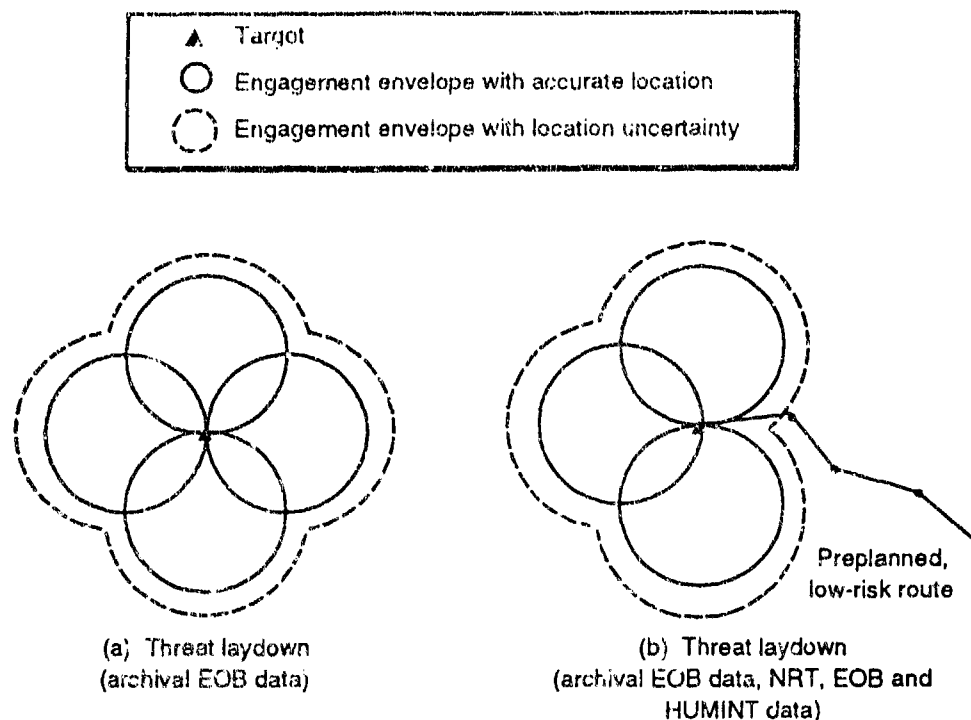 Targot
Engagement envelope with accurate location
Engagement envelope with location uncertainty
Preplanned,
low-risk route
(a) Threat laydown
(archival EOB data)
(b) Threat laydown
(archival EOB data, NRT, EOB and
HUMINT data)